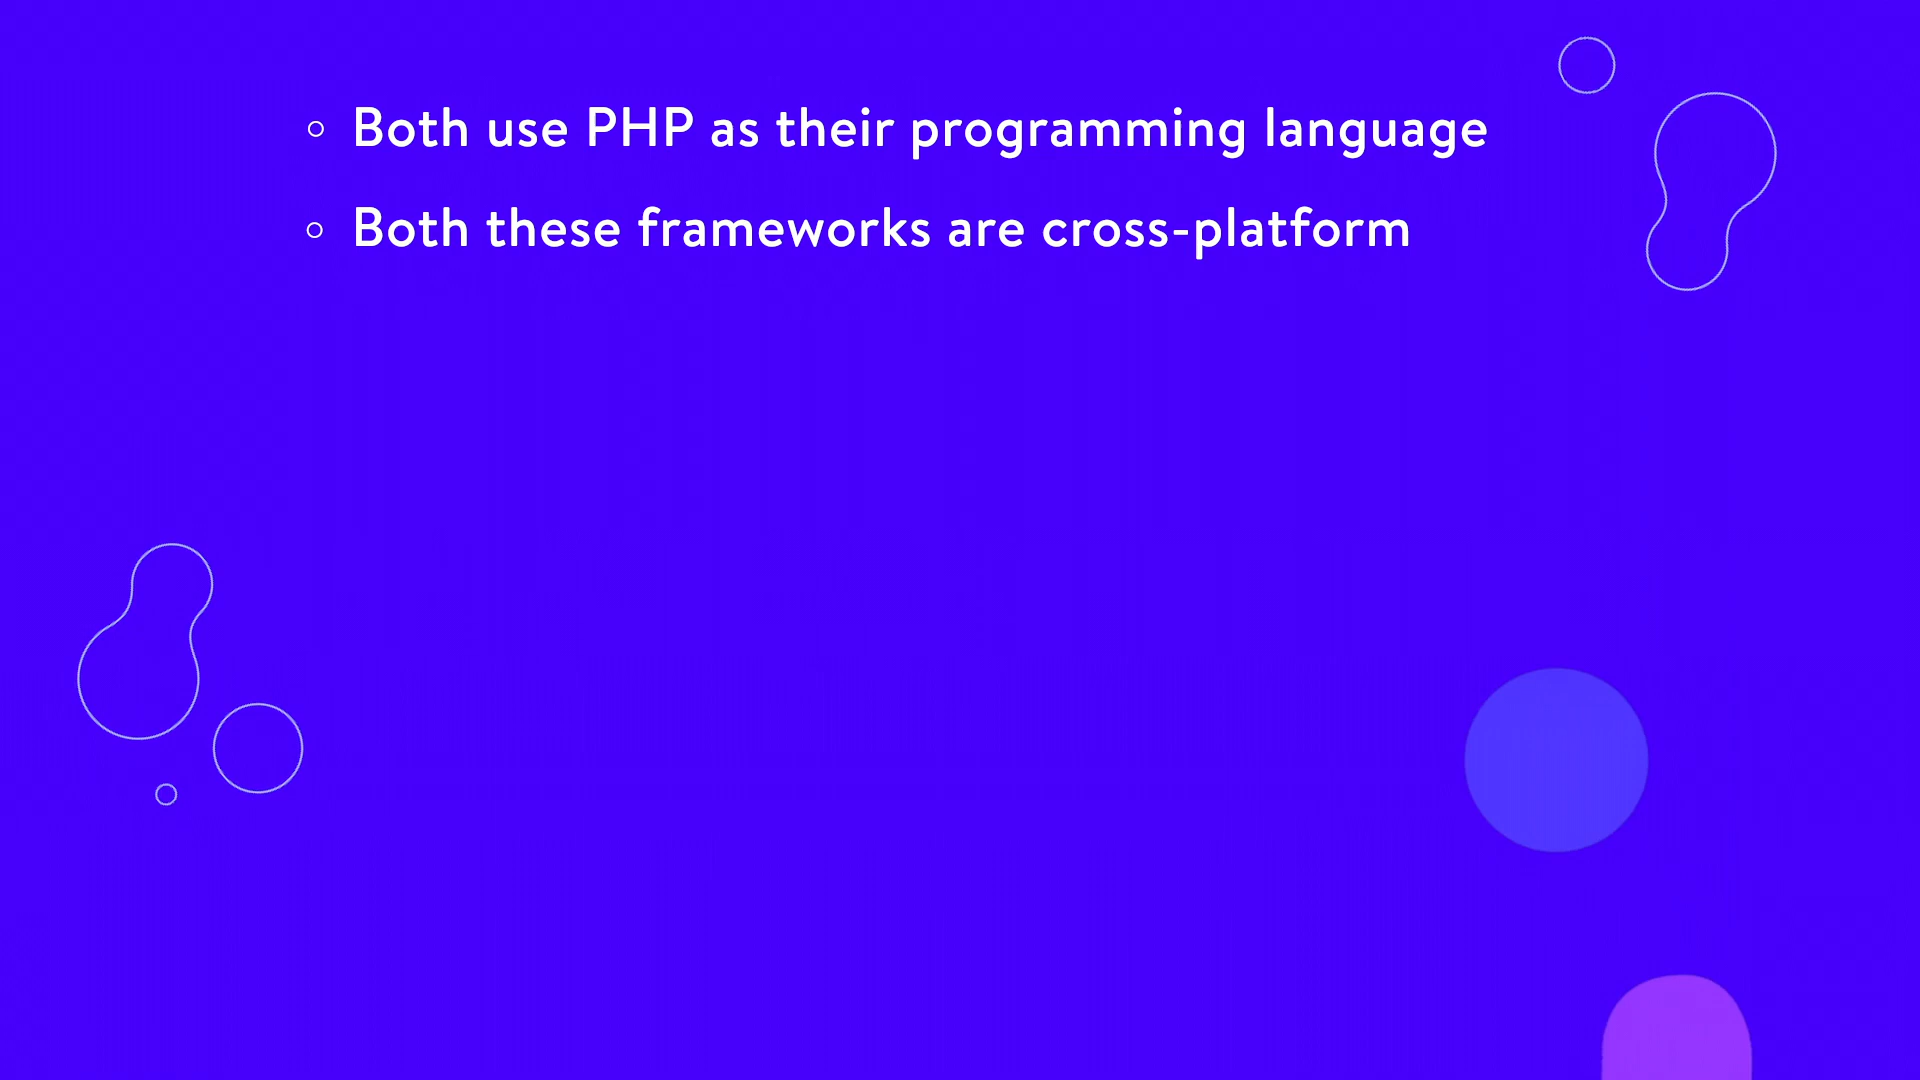 Both use PHP as their programming language
Both these frameworks are cross-platform